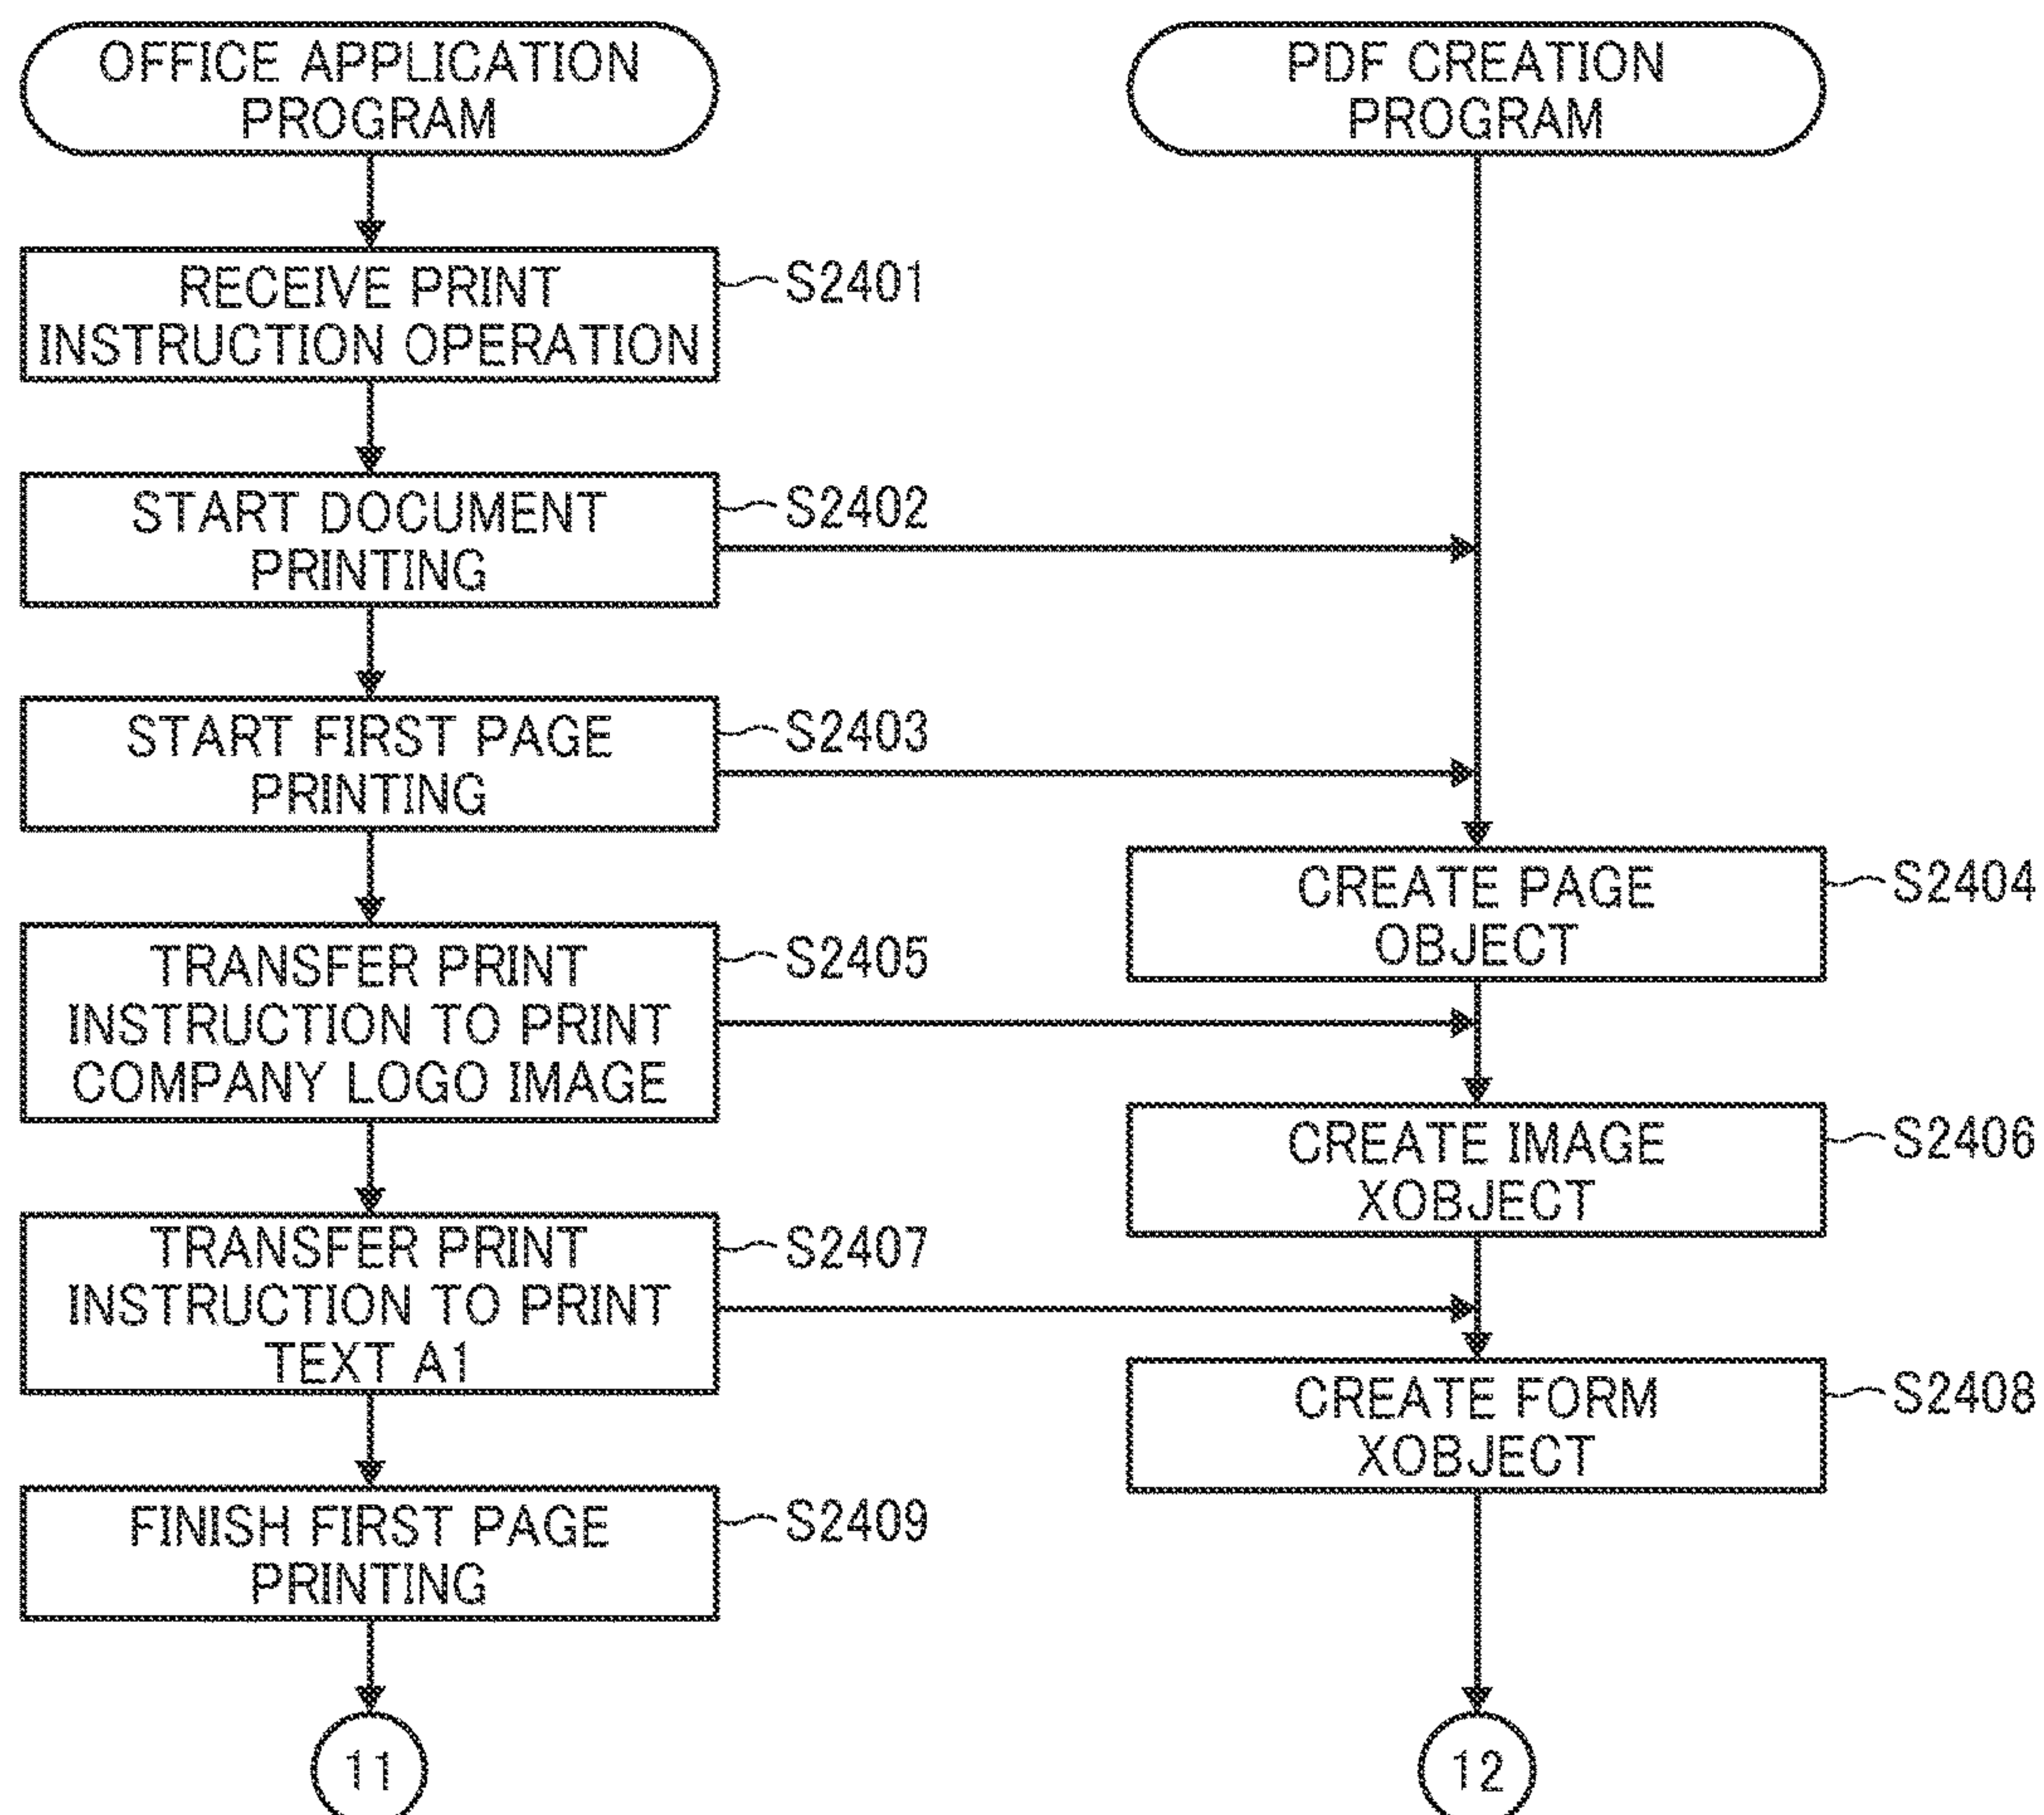 OFFICE APPLICATION
PROGRAM
PDF CREATION
PROGRAM
RECEIVE PRINT
INSTRUCTION OPERATION
S2401
START DOCUMENT
PRINTING
S2402
START FIRST PAGE
PRINTING
S2403
CREATE PAGE
OBJECT
S2404
TRANSFER PRINT
INSTRUCTION TO PRINT
COMPANY LOGO IMAGE
S2405
CREATE IMAGE
XOBJECT
S2406
TRANSFER PRINT
INSTRUCTION TO PRINT
TEXT A1
S2407
CREATE FORM
XOBJECT
S2408
FINISH FIRST PAGE
PRINTING
S2409
11
12